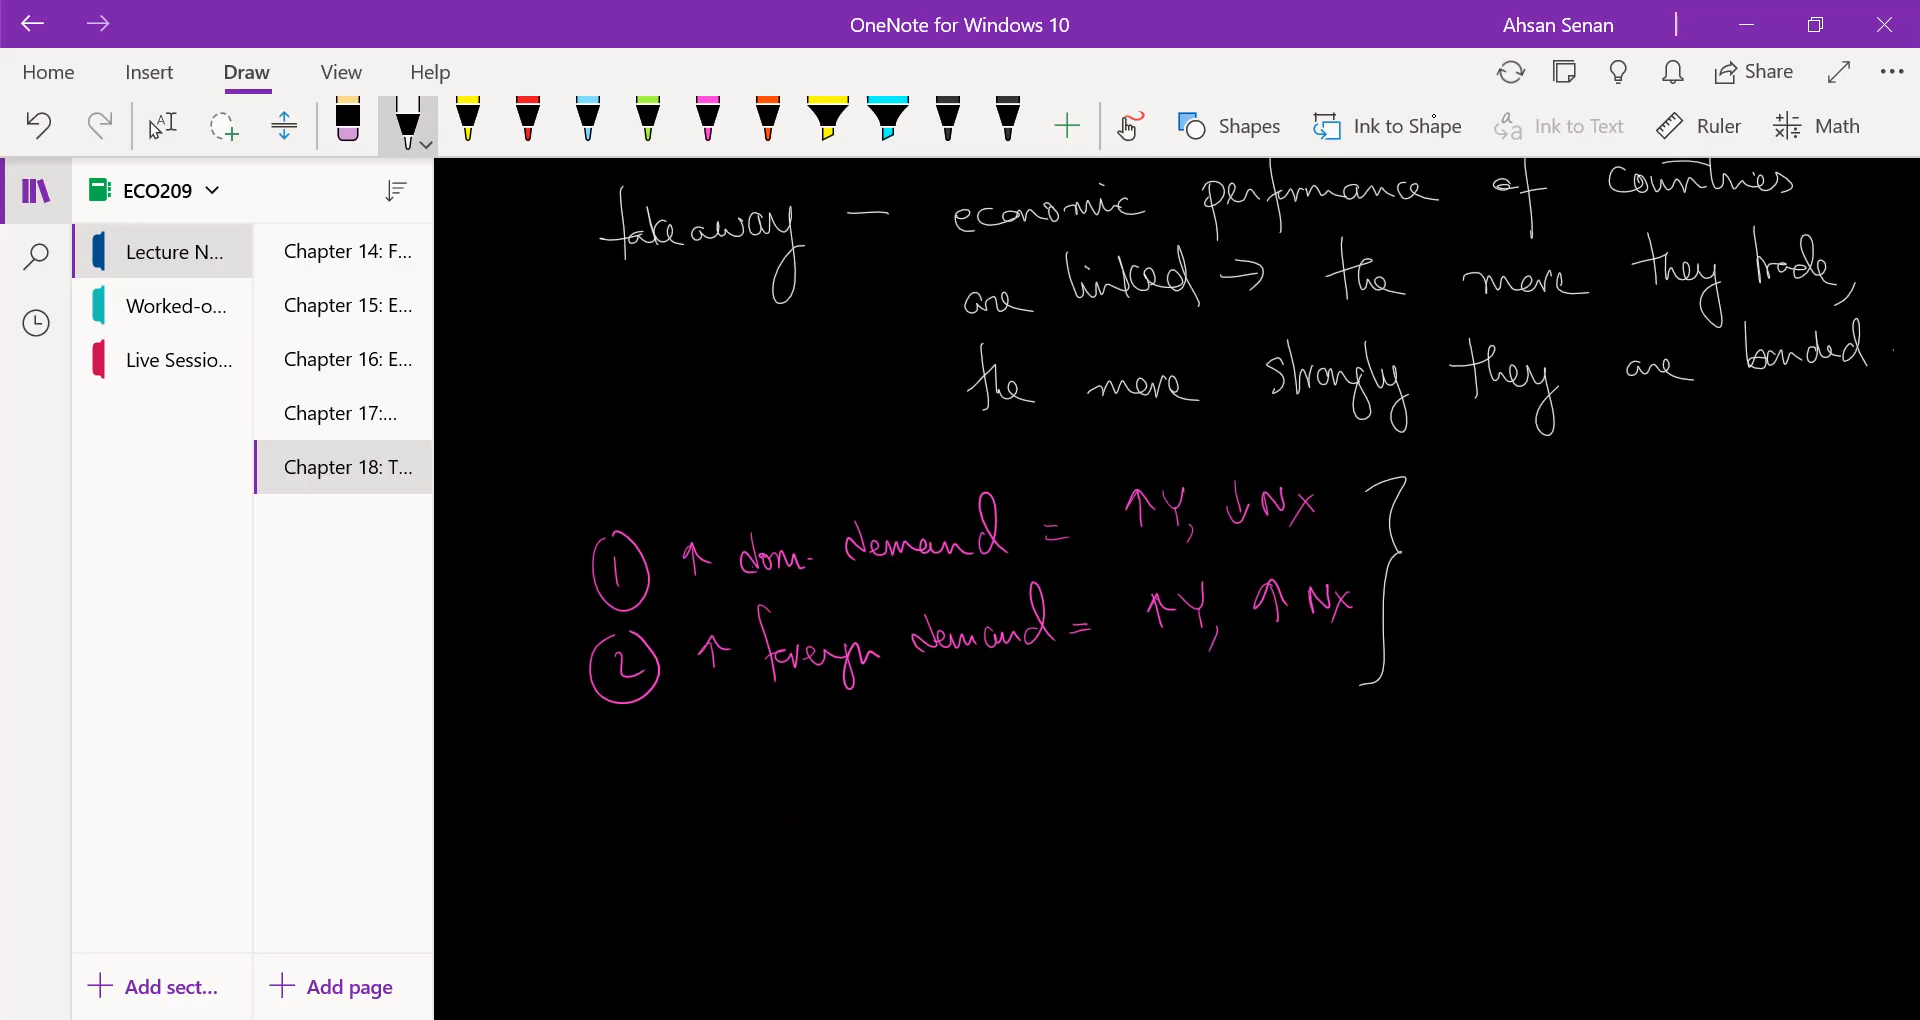 OneNote for Windows 10
Ahsan Senan
Home Insert Draw View Help
Share
Shapes Ink to Shape Ink to Text Ruler Math
ECO209
Lecture N...
Worked-o...
Live Sessio...
Chapter 14: F...
Chapter 15: E...
Chapter 16: E...
Chapter 17:...
Chapter 18: T...
takeaway — economic performance of countries
are linked → the more they trade,
the more strongly they are bonded.
① ↑ dom. demand = ↑Y, ↓NX
② ↑ foreign demand = ↑Y, ↑ NX
Add sect...
Add page